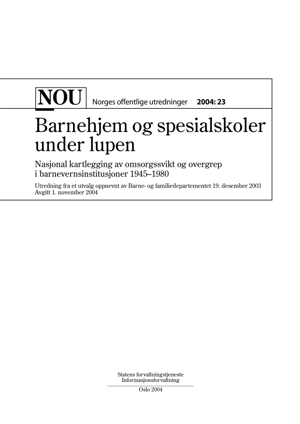 NOU Norges offentlige utredninger 2004: 23
Barnehjem og spesialskoler
under lupen
Nasjonal kartlegging av omsorgssvikt og overgrep
i barnevernsinstitusjoner 1945–1980
Utredning fra et utvalg oppnevnt av Barne- og familiedepartementet 19. desember 2003
Avgitt 1. november 2004
Statens forvaltningstjeneste
Informasjonsforvaltning
Oslo 2004